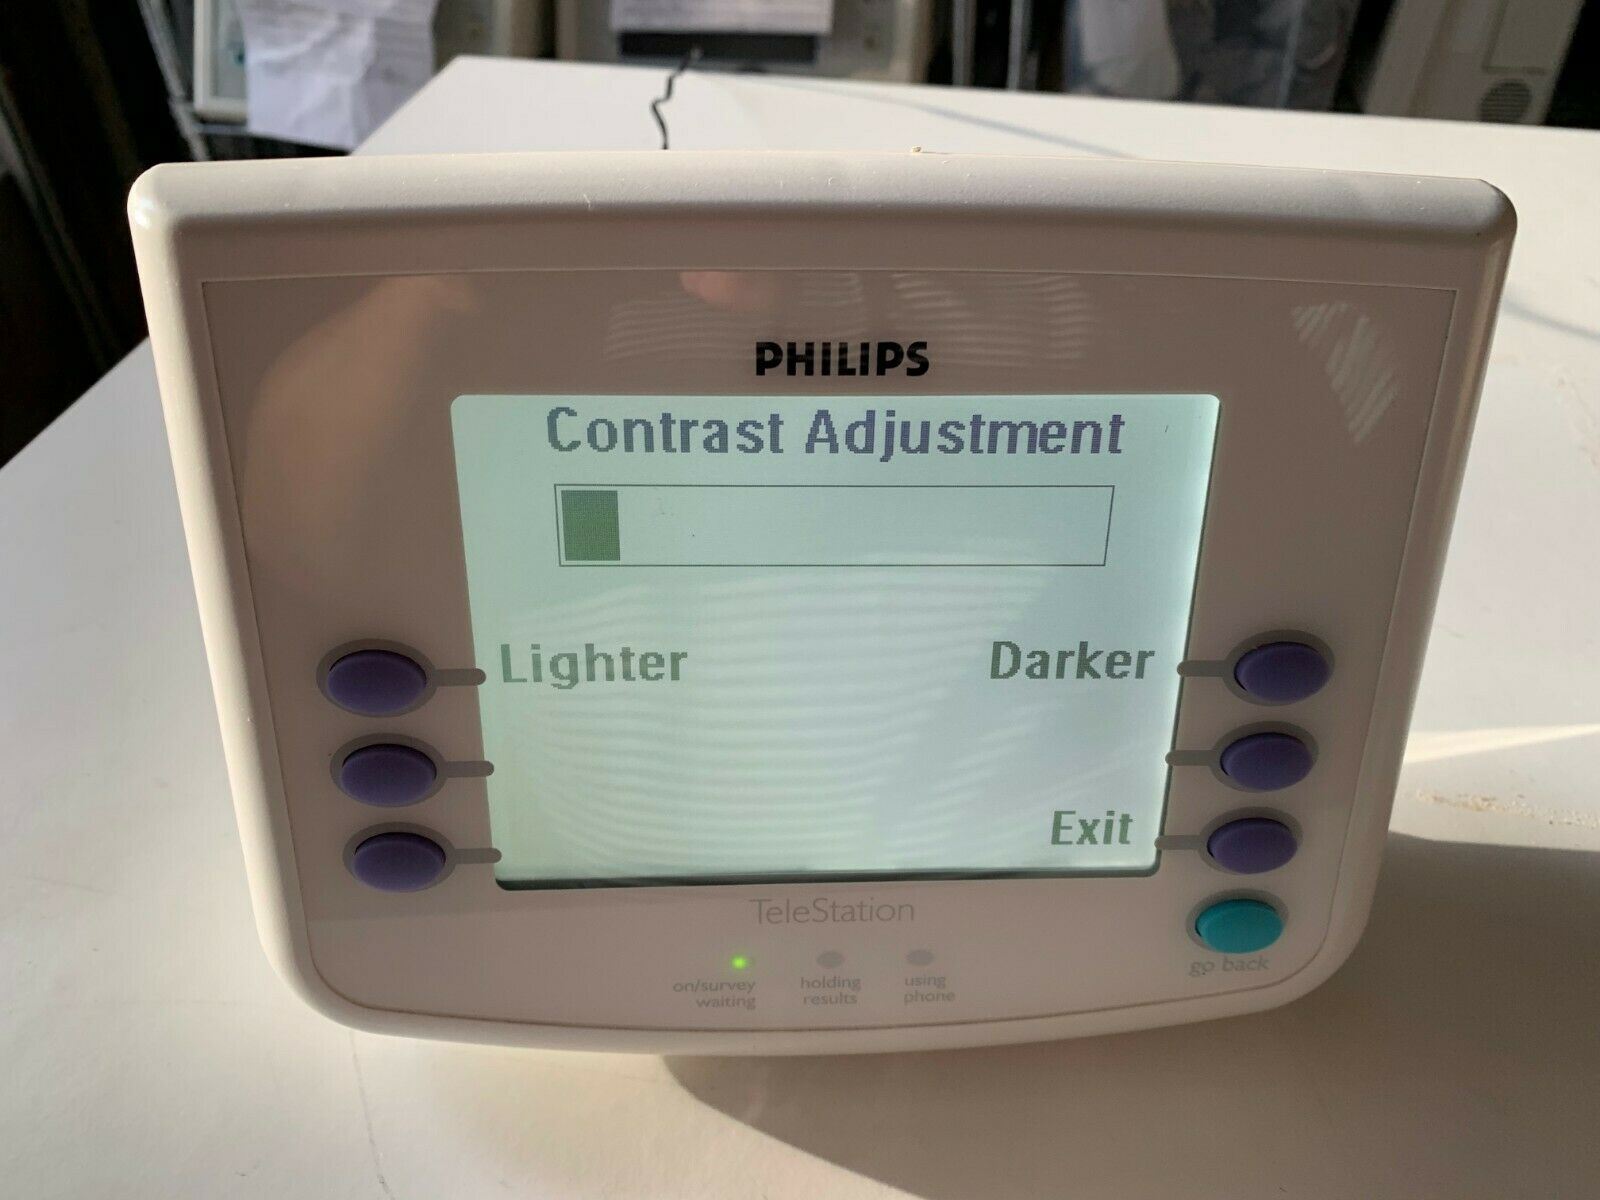 PHILIPS
Contrast Adjustment
Lighter
Darker
Exit
TeleStation
go back
on/survey
waiting
holding
results
using
phone